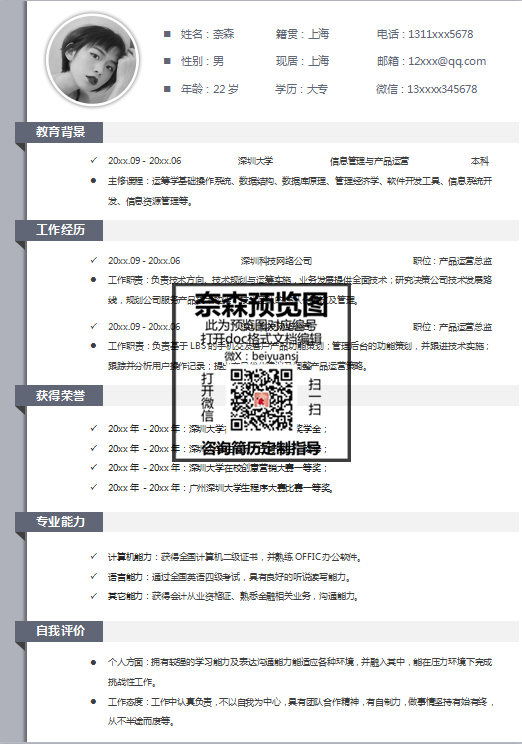 姓名：奈森 籍贯：上海 电话：1311xxx5678
性别：男 现居：上海 邮箱：12xxx@qq.com
年龄：22 岁 学历：大专 微信：13xxxx345678
教育背景
20xx.09 - 20xx.06 深圳大学 信息管理与产品运营 本科
主修课程：运筹学基础操作系统、数据结构、数据库原理、管理经济学、软件开发工具、信息系统开
发、信息资源管理等。
工作经历
20xx.09 - 20xx.06 深圳科技网络公司 职位：产品运营总监
工作职责：负责技术方向、技术规划与运筹实施，业务发展提供全面技术；研究决策公司技术发展路
线，规划公司服务产品 及管理。
奈森预览图
此为预览图对应编号
打开doc格式文档编辑
微X：beiyuansj
打开微信
扫一扫
咨询简历定制指导
20xx.09 - 20xx.06 职位：产品运营总监
工作职责：负责基于 LBS 的手机交友客户产品功能规划；管理后台的功能策划，并跟进技术实施；
跟踪并分析用户操作记录；提 整产品运营策略。
获得荣誉
20xx 年 - 20xx 年：深圳大学 奖学金；
20xx 年 - 20xx 年：深圳
20xx 年 - 20xx 年：深圳大学在校创意营销大赛一等奖；
20xx 年 - 20xx 年：广州深圳大学生程序大赛比赛一等奖。
专业能力
计算机能力：获得全国计算机二级证书，并熟练 OFFIC 办公软件。
语言能力：通过全国英语四级考试，具有良好的听说读写能力。
其它能力：获得会计从业资格证、熟悉金融相关业务，沟通能力。
自我评价
个人方面：拥有较强的学习能力及表达沟通能力能适应各种环境，并融入其中，能在压力环境下完成
挑战性工作。
工作态度：工作中认真负责，不以自我为中心，具有团队合作精神，有自制力，做事情坚持有始有终，
从不半途而废等。